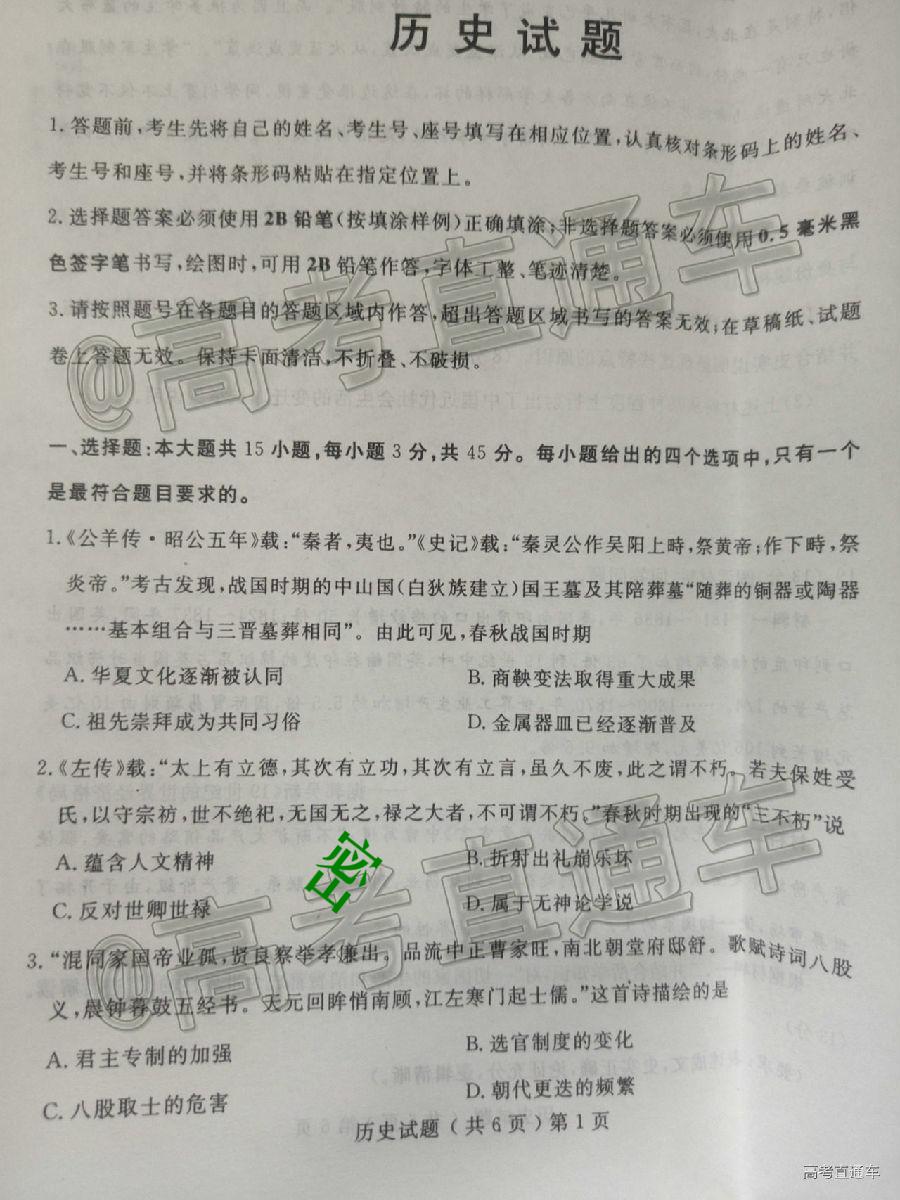 历史试题
1.答题前,考生先将自己的姓名、考生号、座号填写在相应位置,认真核对条形码上的姓名、
考生号和座号,并将条形码粘贴在指定位置上。
2.选择题答案必须使用2B铅笔(按填涂样例)正确填涂;非选择题答案必须使用0.5毫米黑
色签字笔书写,绘图时,可用2B铅笔作答,字体工整、笔迹清楚。
3.请按照题号在各题目的答题区域内作答,超出答题区域书写的答案无效;在草稿纸、试题
卷上答题无效。保持卡面清洁,不折叠、不破损。
@高考直通车
一、选择题:本大题共15小题,每小题3分,共45分。每小题给出的四个选项中,只有一个
是最符合题目要求的。
1.《公羊传·昭公五年》载:“秦者,夷也。”《史记》载:“秦灵公作吴阳上畤,祭黄帝;作下畤,祭
炎帝。”考古发现,战国时期的中山国(白狄族建立)国王墓及其陪葬墓“随葬的铜器或陶器
……基本组合与三晋墓葬相同”。由此可见,春秋战国时期
A.华夏文化逐渐被认同 B.商鞅变法取得重大成果
C.祖先崇拜成为共同习俗 D.金属器皿已经逐渐普及
2.《左传》载:“太上有立德,其次有立功,其次有立言,虽久不废,此之谓不朽。若夫保姓受
氏,以守宗祊,世不绝祀,无国无之,禄之大者,不可谓不朽。”春秋时期出现的“三不朽”说
A.蕴含人文精神 B.折射出礼崩乐坏
C.反对世卿世禄 D.属于无神论学说
密
@高考直通车
3.“混同家国帝业孤,贤良察举孝廉出。品流中正曹家旺,南北朝堂府邸舒。歌赋诗词八股
义,晨钟暮鼓五经书。天元回眸悄南顾,江左寒门起士儒。”这首诗描绘的是
A.君主专制的加强 B.选官制度的变化
C.八股取士的危害 D.朝代更迭的频繁
历史试题(共6页)第1页
高考直通车